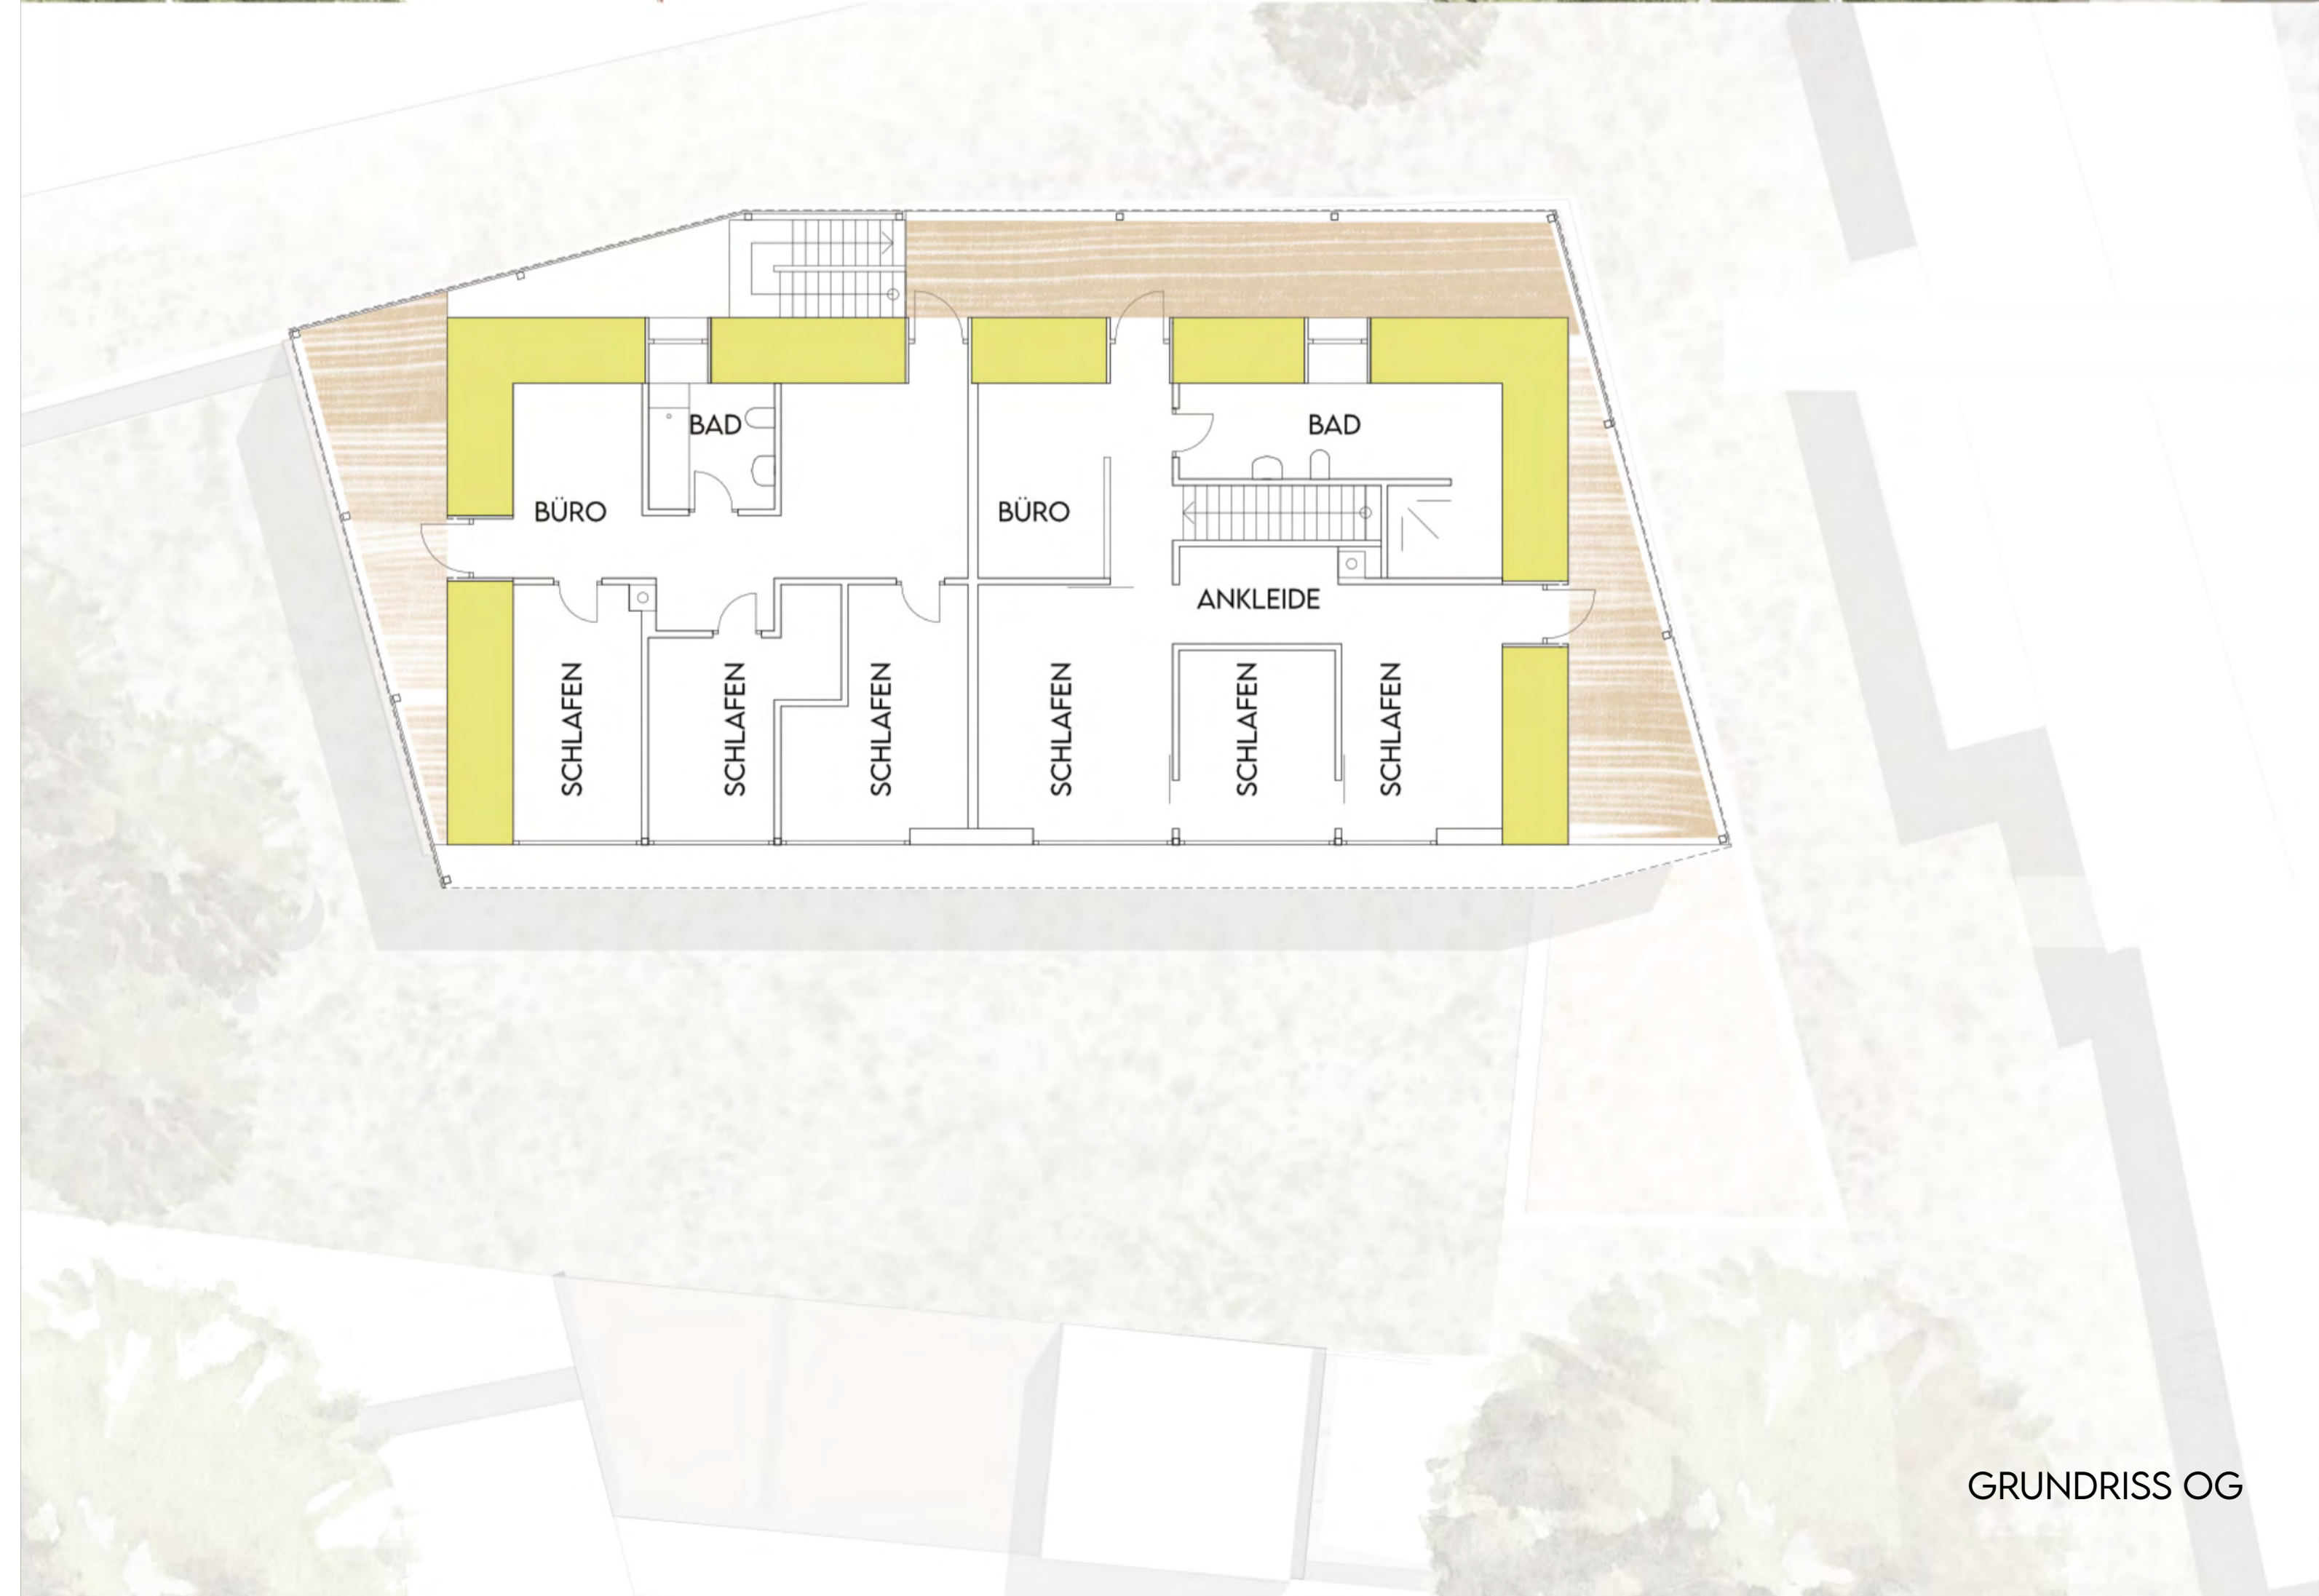 BAD
BAD
BÜRO
BÜRO
ANKLEIDE
SCHLAFEN
SCHLAFEN
SCHLAFEN
SCHLAFEN
SCHLAFEN
SCHLAFEN
GRUNDRISS OG